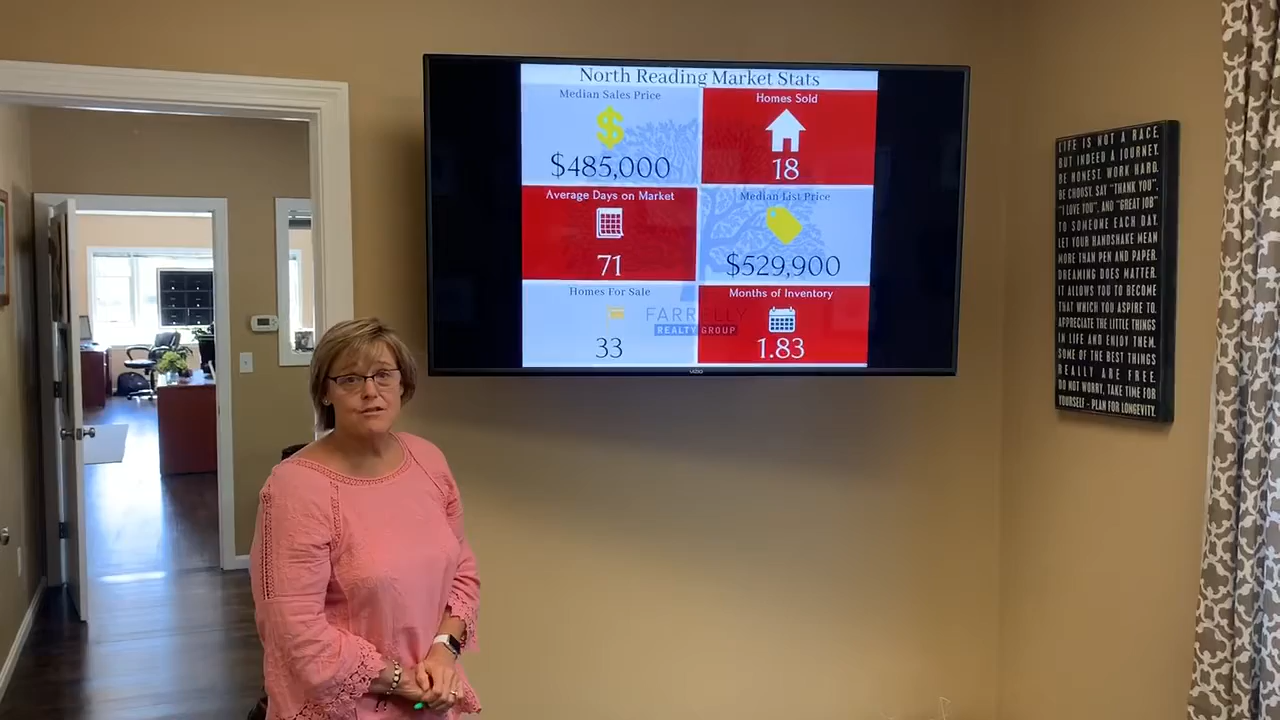 North Reading Market Stats
Median Sales Price
$485,000
Homes Sold
18
Average Days on Market
71
Median List Price
$529,900
Homes For Sale
33
Months of Inventory
1.83
FARRELLY
REALTY GROUP
VIZIO
LIFE IS NOT A RACE,
BUT INDEED A JOURNEY.
BE HONEST. WORK HARD.
BE CHOOSY. SAY "THANK YOU",
"I LOVE YOU", AND "GREAT JOB"
TO SOMEONE EACH DAY.
LET YOUR HANDSHAKE MEAN
MORE THAN PEN AND PAPER.
DREAMING DOES MATTER.
IT ALLOWS YOU TO BECOME
THAT WHICH YOU ASPIRE TO.
APPRECIATE THE LITTLE THINGS
IN LIFE AND ENJOY THEM.
SOME OF THE BEST THINGS
REALLY ARE FREE.
DO NOT WORRY, TAKE TIME FOR
YOURSELF - PLAN FOR LONGEVITY.